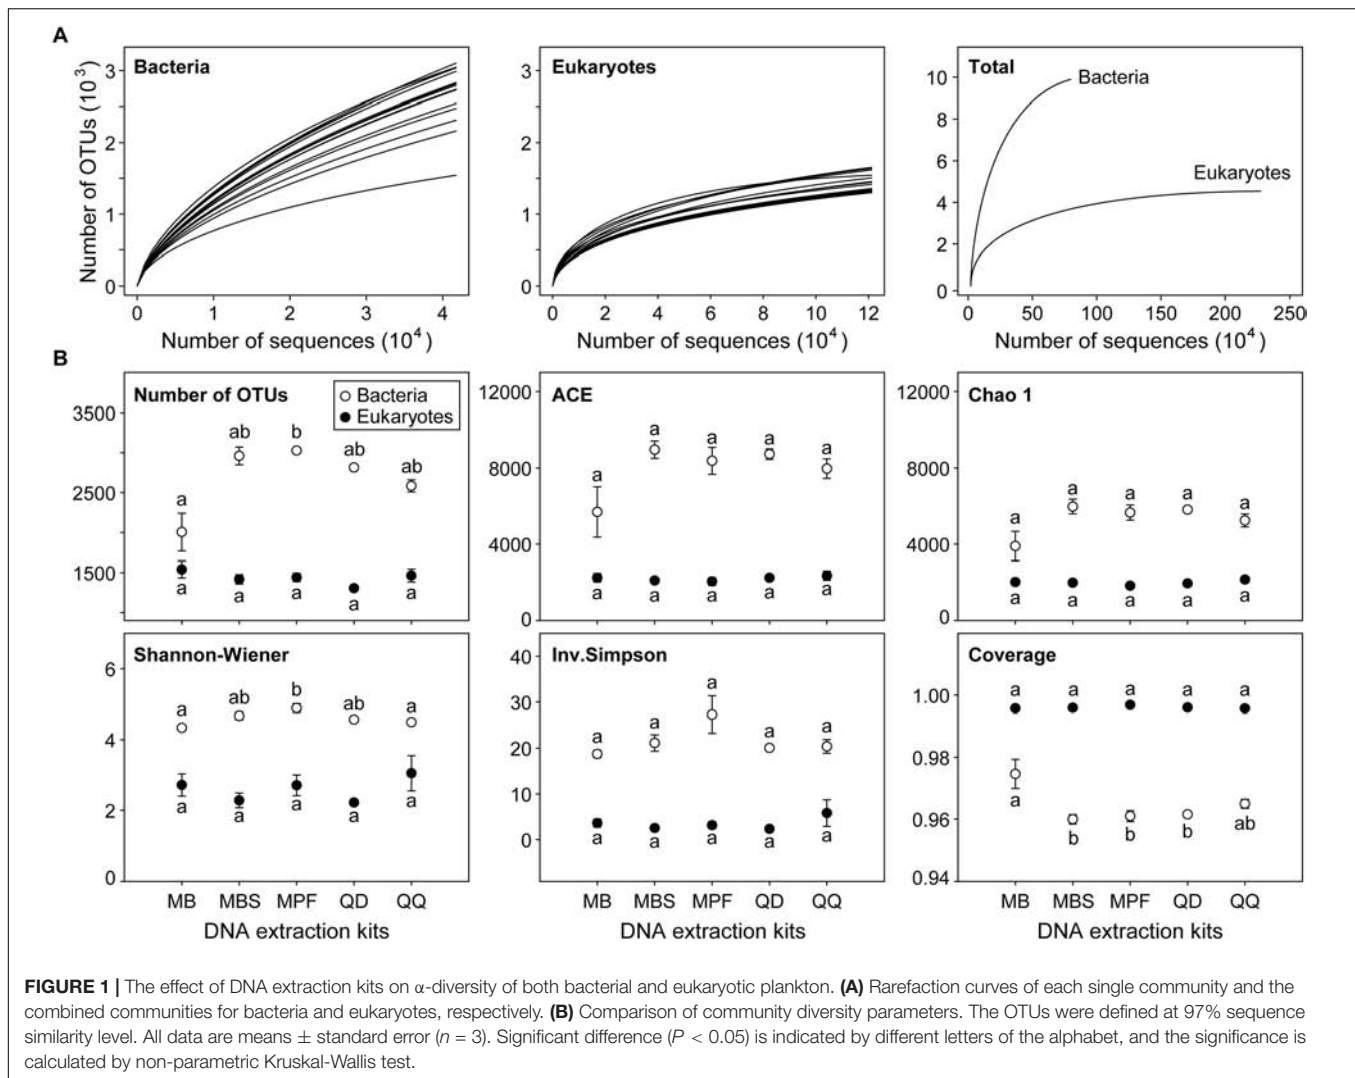 A
Bacteria
Eukaryotes
Total
Bacteria
Eukaryotes
Number of OTUs (10³)
3
2
1
0
3
2
1
0
10
8
6
4
2
0
0 1 2 3 4
0 2 4 6 8 10 12
0 50 100 150 200 250
Number of sequences (10⁴)
Number of sequences (10⁴)
Number of sequences (10⁴)
B
Number of OTUs
Bacteria
Eukaryotes
3500
2500
1500
a ab b ab ab
a a a a a
ACE
12000
8000
4000
0
a a a a a
a a a a a
Chao 1
12000
8000
4000
0
a a a a a
a a a a a
Shannon-Wiener
6
4
2
0
a ab b ab a
a a a a a
Inv.Simpson
40
30
20
10
0
a a a a a
a a a a a
Coverage
1.00
0.98
0.96
0.94
a a a a a
a b b b ab
MB MBS MPF QD QQ
MB MBS MPF QD QQ
MB MBS MPF QD QQ
DNA extraction kits
DNA extraction kits
DNA extraction kits
FIGURE 1 | The effect of DNA extraction kits on α-diversity of both bacterial and eukaryotic plankton. (A) Rarefaction curves of each single community and the
combined communities for bacteria and eukaryotes, respectively. (B) Comparison of community diversity parameters. The OTUs were defined at 97% sequence
similarity level. All data are means ± standard error (n = 3). Significant difference (P < 0.05) is indicated by different letters of the alphabet, and the significance is
calculated by non-parametric Kruskal-Wallis test.